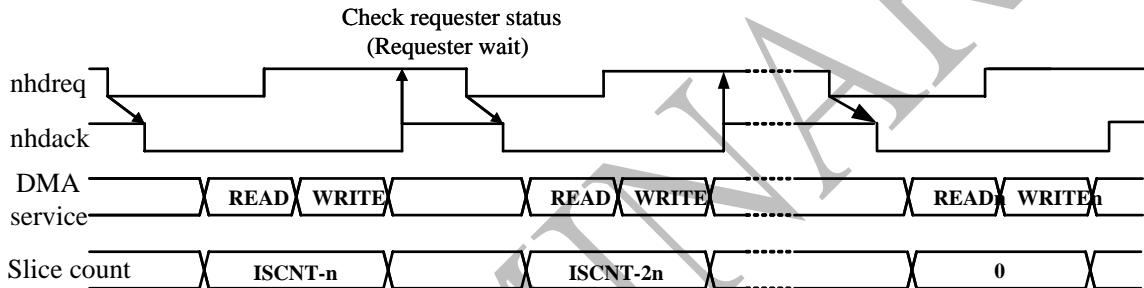 Check requester status
(Requester wait)
nhdreq
nhdack
DMA service READ WRITE READ WRITE READn WRITEn
Slice count ISCNT-n ISCNT-2n 0